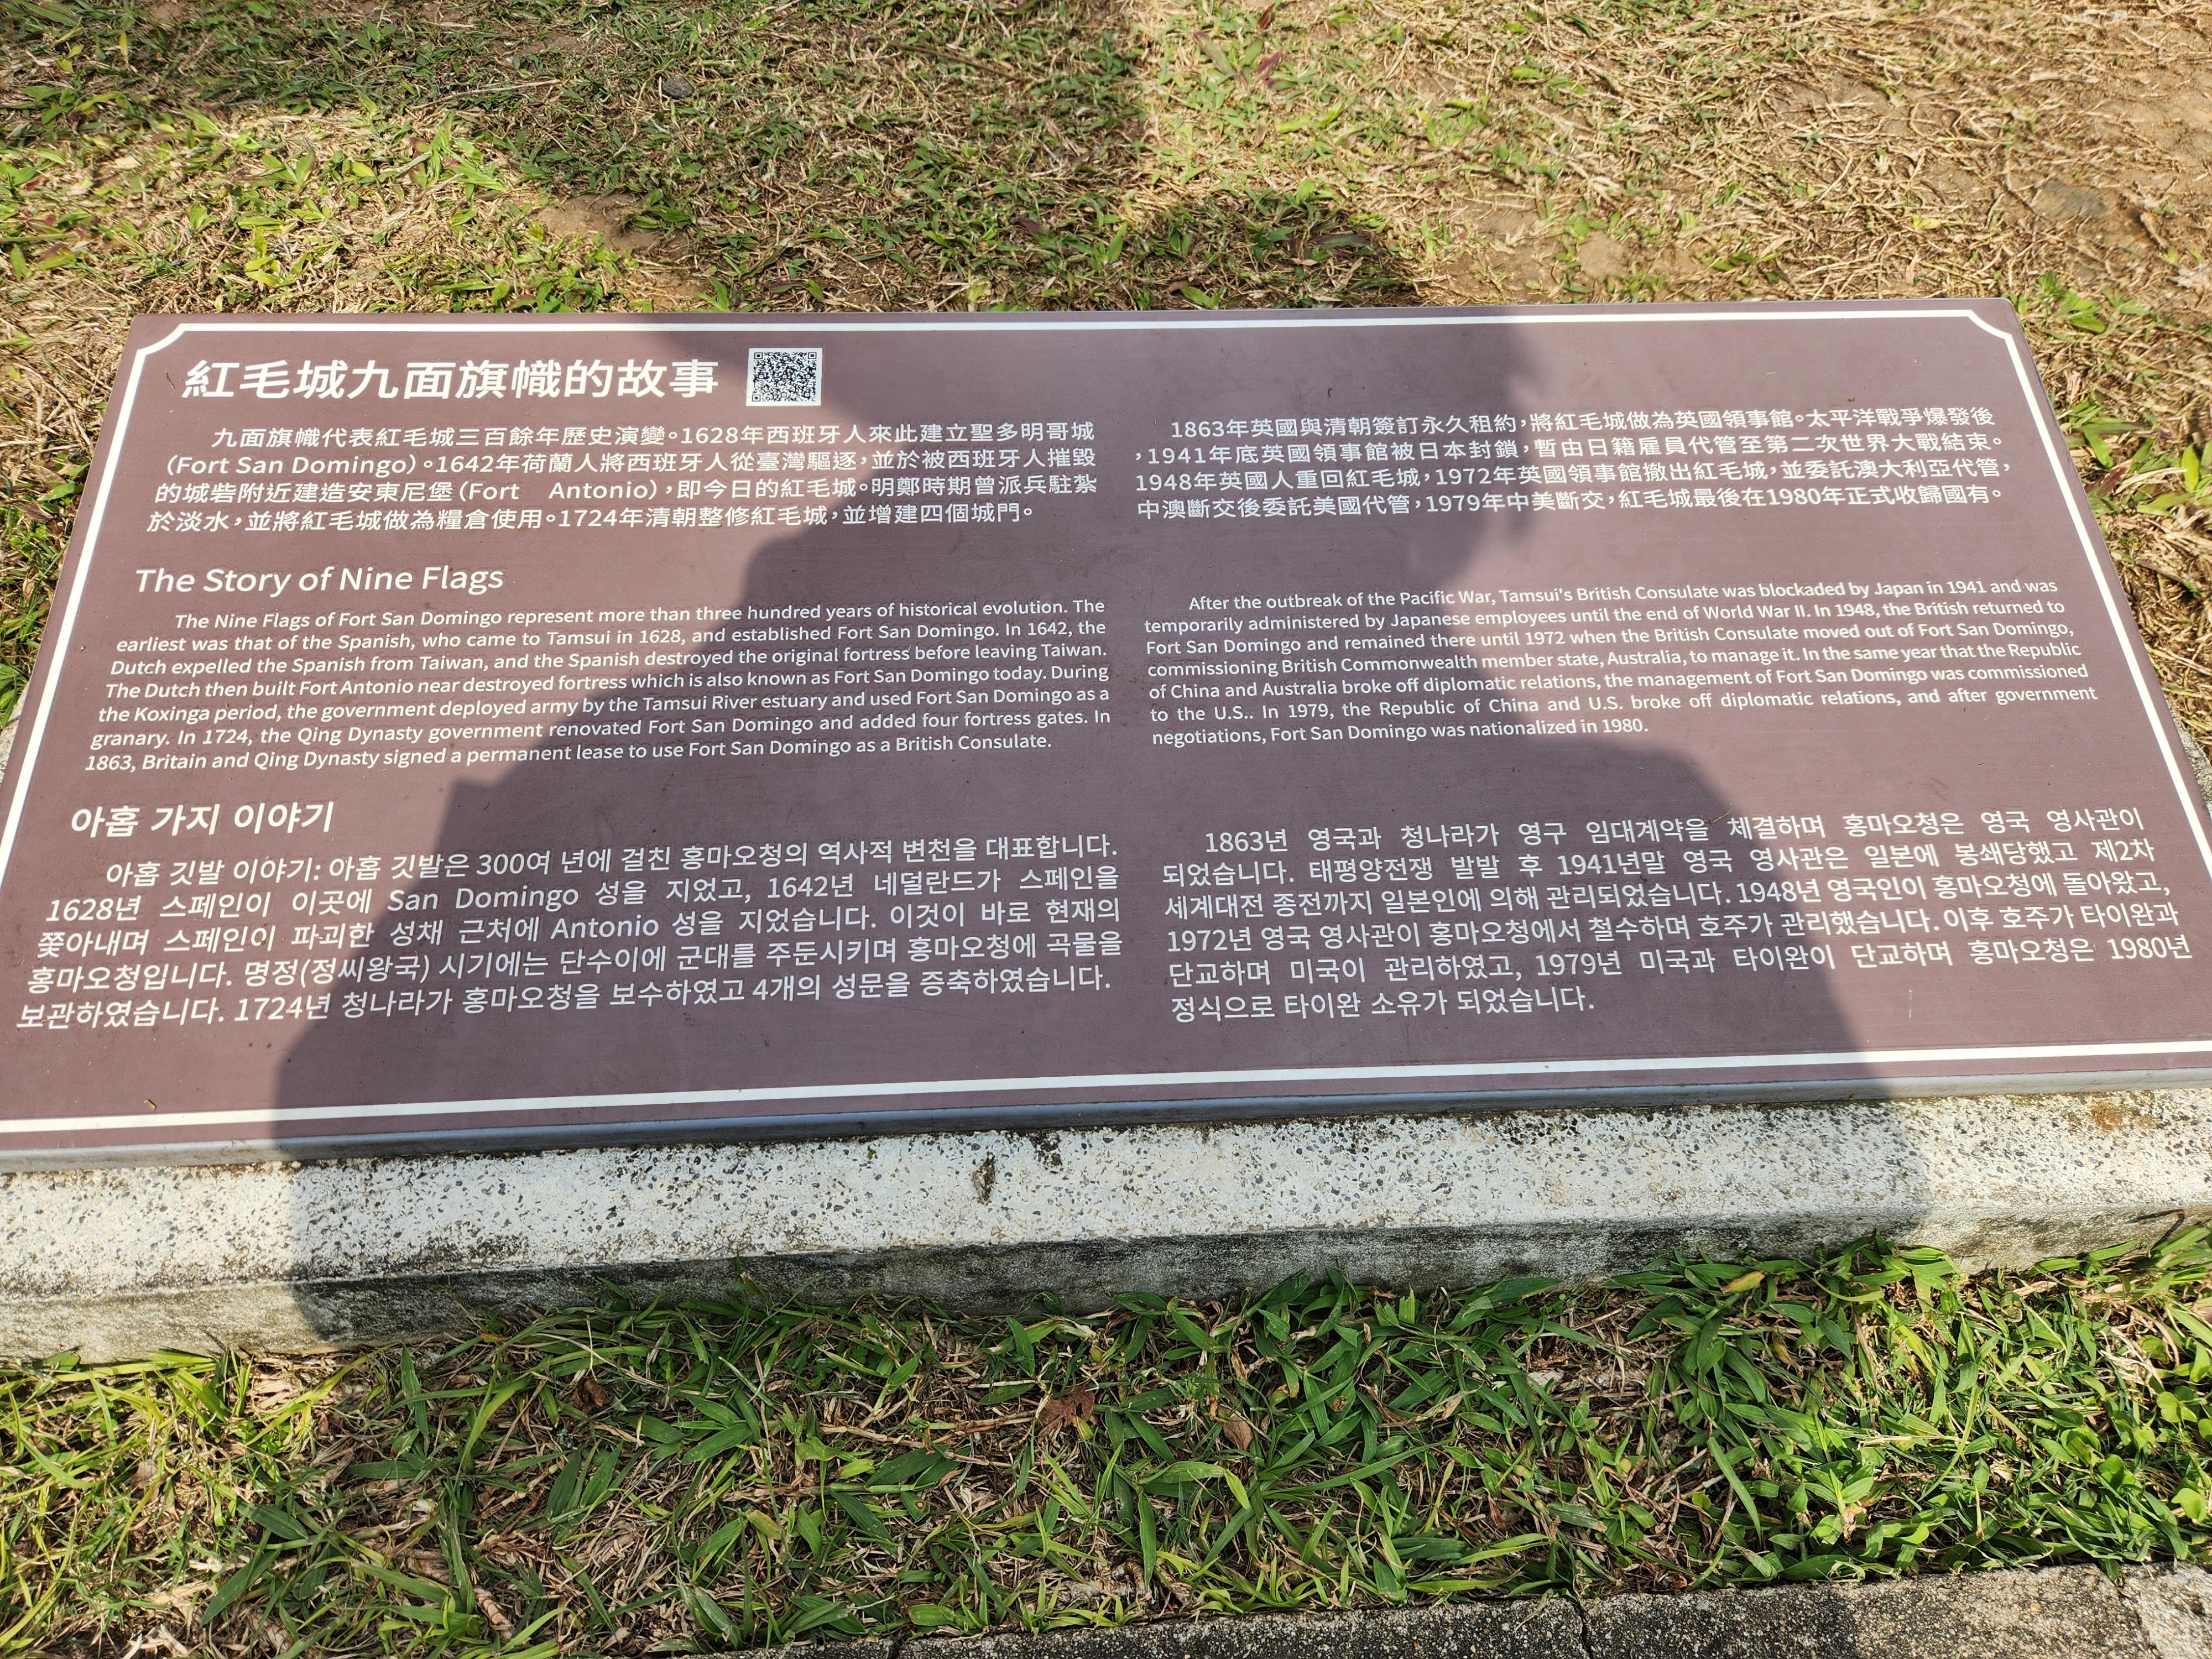 紅毛城九面旗幟的故事
九面旗幟代表紅毛城三百餘年歷史演變。1628年西班牙人來此建立聖多明哥城
（Fort San Domingo）。1642年荷蘭人將西班牙人從臺灣驅逐，並於被西班牙人摧毀
的城砦附近建造安東尼堡（Fort Antonio），即今日的紅毛城。明鄭時期曾派兵駐紮
於淡水，並將紅毛城做為糧倉使用。1724年清朝整修紅毛城，並增建四個城門。
1863年英國與清朝簽訂永久租約，將紅毛城做為英國領事館。太平洋戰爭爆發後
，1941年底英國領事館被日本封鎖，暫由日籍雇員代管至第二次世界大戰結束。
1948年英國人重回紅毛城，1972年英國領事館撤出紅毛城，並委託澳大利亞代管，
中澳斷交後委託美國代管，1979年中美斷交，紅毛城最後在1980年正式收歸國有。
The Story of Nine Flags
The Nine Flags of Fort San Domingo represent more than three hundred years of historical evolution. The
earliest was that of the Spanish, who came to Tamsui in 1628, and established Fort San Domingo. In 1642, the
Dutch expelled the Spanish from Taiwan, and the Spanish destroyed the original fortress before leaving Taiwan.
The Dutch then built Fort Antonio near destroyed fortress which is also known as Fort San Domingo today. During
the Koxinga period, the government deployed army by the Tamsui River estuary and used Fort San Domingo as a
granary. In 1724, the Qing Dynasty government renovated Fort San Domingo and added four fortress gates. In
1863, Britain and Qing Dynasty signed a permanent lease to use Fort San Domingo as a British Consulate.
After the outbreak of the Pacific War, Tamsui's British Consulate was blockaded by Japan in 1941 and was
temporarily administered by Japanese employees until the end of World War II. In 1948, the British returned to
Fort San Domingo and remained there until 1972 when the British Consulate moved out of Fort San Domingo,
commissioning British Commonwealth member state, Australia, to manage it. In the same year that the Republic
of China and Australia broke off diplomatic relations, the management of Fort San Domingo was commissioned
to the U.S.. In 1979, the Republic of China and U.S. broke off diplomatic relations, and after government
negotiations, Fort San Domingo was nationalized in 1980.
아홉 가지 이야기
아홉 깃발 이야기: 아홉 깃발은 300여 년에 걸친 홍마오청의 역사적 변천을 대표합니다.
1628년 스페인이 이곳에 San Domingo 성을 지었고, 1642년 네덜란드가 스페인을
쫓아내며 스페인이 파괴한 성채 근처에 Antonio 성을 지었습니다. 이것이 바로 현재의
홍마오청입니다. 명정(정씨왕국) 시기에는 단수이에 군대를 주둔시키며 홍마오청에 곡물을
보관하였습니다. 1724년 청나라가 홍마오청을 보수하였고 4개의 성문을 증축하였습니다.
1863년 영국과 청나라가 영구 임대계약을 체결하며 홍마오청은 영국 영사관이
되었습니다. 태평양전쟁 발발 후 1941년말 영국 영사관은 일본에 봉쇄당했고 제2차
세계대전 종전까지 일본인에 의해 관리되었습니다. 1948년 영국인이 홍마오청에 돌아왔고,
1972년 영국 영사관이 홍마오청에서 철수하며 호주가 관리했습니다. 이후 호주가 타이완과
단교하며 미국이 관리하였고, 1979년 미국과 타이완이 단교하며 홍마오청은 1980년
정식으로 타이완 소유가 되었습니다.